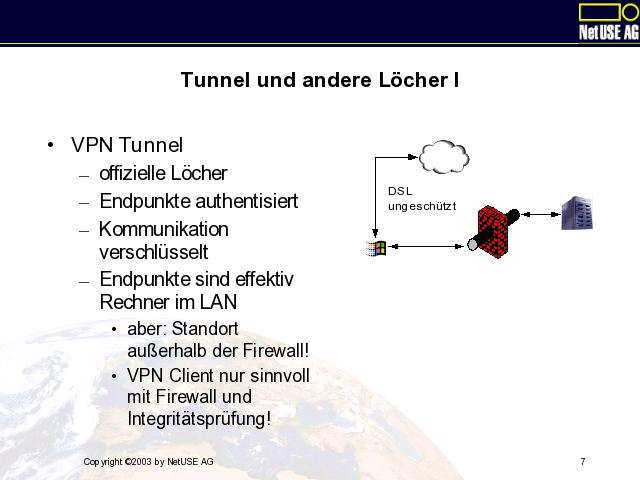 NetUSE AG
Tunnel und andere Löcher I
• VPN Tunnel
– offizielle Löcher
– Endpunkte authentisiert
– Kommunikation
verschlüsselt
– Endpunkte sind effektiv
Rechner im LAN
• aber: Standort
außerhalb der Firewall!
• VPN Client nur sinnvoll
mit Firewall und
Integritätsprüfung!
DSL
ungeschützt
Copyright ©2003 by NetUSE AG
7